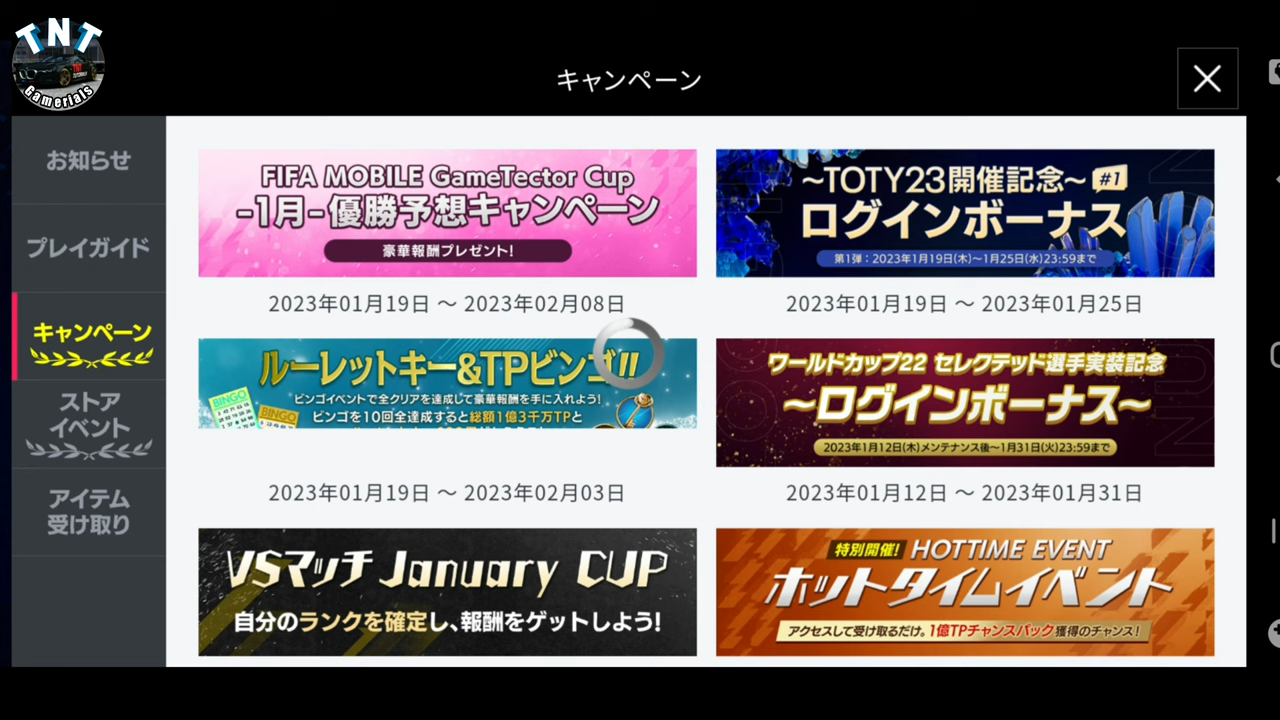 TNT
Gamerials
キャンペーン
お知らせ
プレイガイド
キャンペーン
ストア
イベント
アイテム
受け取り
FIFA MOBILE GameTector Cup
-1月-優勝予想キャンペーン
豪華報酬プレゼント!
2023年01月19日 ～ 2023年02月08日
～TOTY23開催記念～ #1
ログインボーナス
第1弾：2023年1月19日(木)～1月25日(水)23:59まで
2023年01月19日 ～ 2023年01月25日
ルーレットキー&TPビンゴ!!
ビンゴイベントで全クリアを達成して豪華報酬を手に入れよう!
BINGO
BINGO
ビンゴを10回全達成すると総額1億3千万TPと
2023年01月19日 ～ 2023年02月03日
ワールドカップ22 セレクテッド選手実装記念
～ログインボーナス～
2023年1月12日(木)メンテナンス後～1月31日(火)23:59まで
2023年01月12日 ～ 2023年01月31日
VSマッチ January CUP
自分のランクを確定し、報酬をゲットしよう!
特別開催! HOTTIME EVENT
ホットタイムイベント
アクセスして受け取るだけ。1億TPチャンスパック獲得のチャンス!